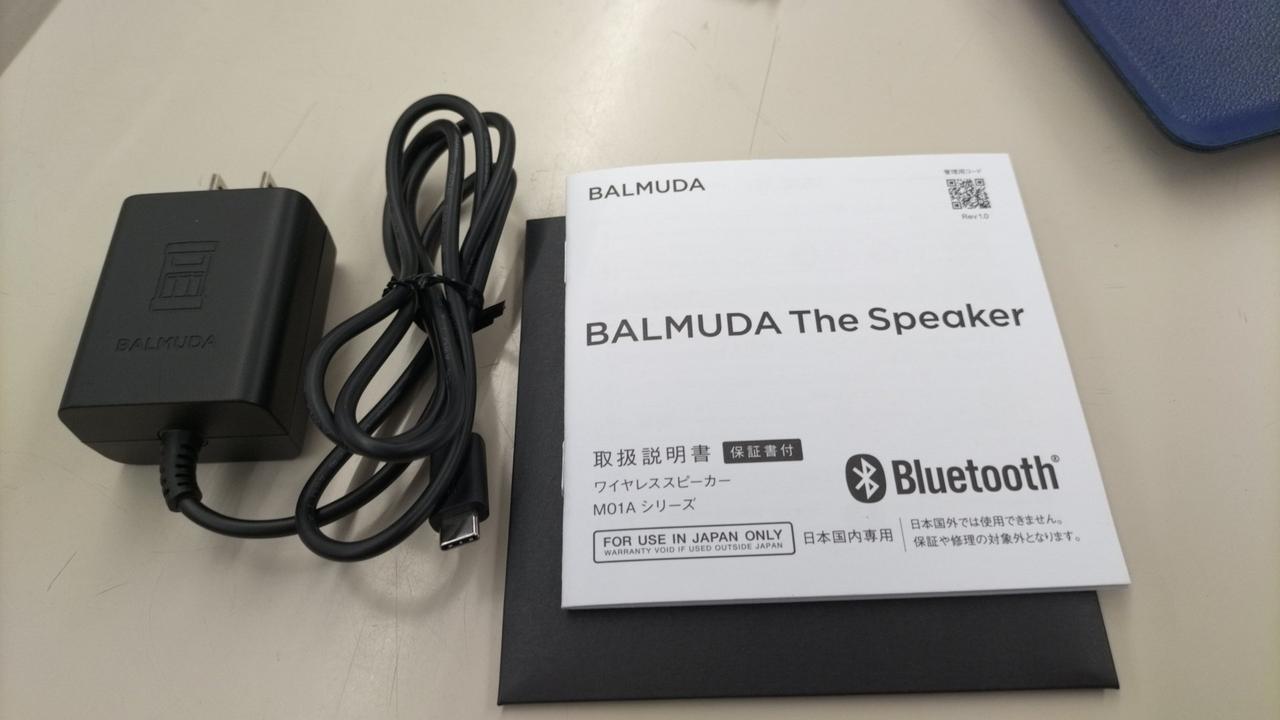 BALMUDA
BALMUDA
管理用コード
Rev1.0
BALMUDA The Speaker
取扱説明書 保証書付
ワイヤレススピーカー
M01A シリーズ
Bluetooth®
FOR USE IN JAPAN ONLY
WARRANTY VOID IF USED OUTSIDE JAPAN
日本国内専用
日本国外では使用できません。
保証や修理の対象外となります。